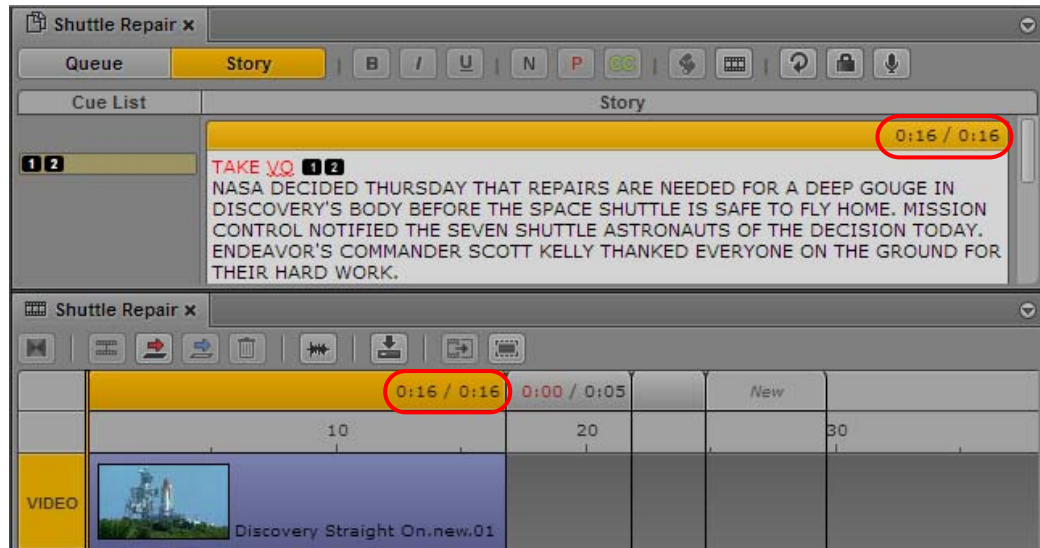 Shuttle Repair x
Queue Story B I U N P CC
Cue List Story
0:16 / 0:16
1 2 TAKE VO 1 2
NASA DECIDED THURSDAY THAT REPAIRS ARE NEEDED FOR A DEEP GOUGE IN
DISCOVERY'S BODY BEFORE THE SPACE SHUTTLE IS SAFE TO FLY HOME. MISSION
CONTROL NOTIFIED THE SEVEN SHUTTLE ASTRONAUTS OF THE DECISION TODAY.
ENDEAVOR'S COMMANDER SCOTT KELLY THANKED EVERYONE ON THE GROUND FOR
THEIR HARD WORK.
Shuttle Repair x
0:16 / 0:16 0:00 / 0:05 New
10 20 30
VIDEO
Discovery Straight On.new.01